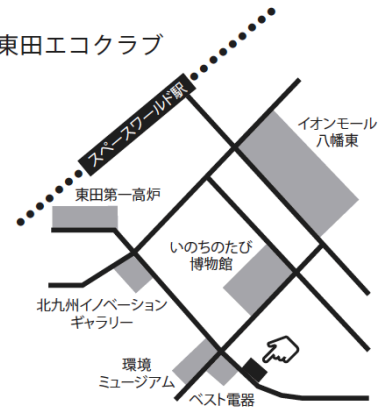 東田エコクラブ
スペースワールド駅
イオンモール
八幡東
東田第一高炉
いのちのたび
博物館
北九州イノベーション
ギャラリー
環境
ミュージアム
ベスト電器